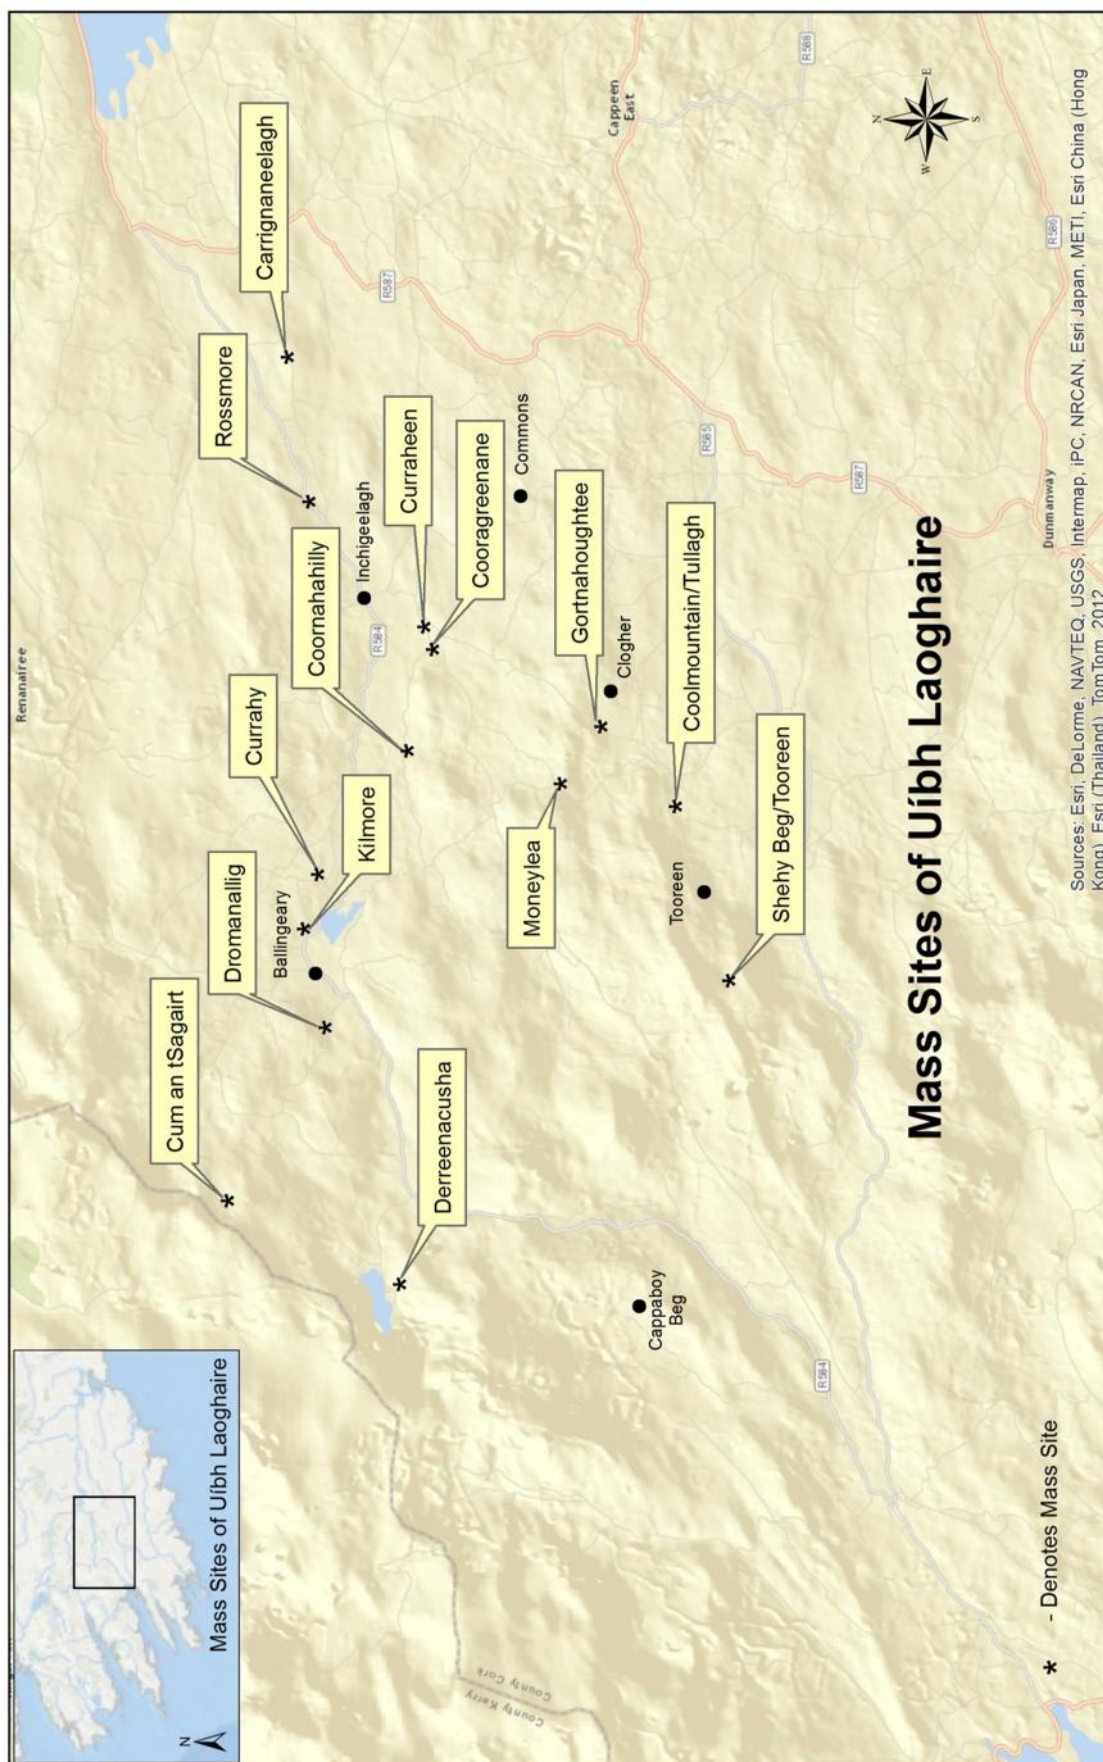 Mass Sites of Uíbh Laoghaire
N
Renanafree
Cum an tSagairt
Dromanallig
Currahy
Rossmore
Carrignaneelagh
Ballingeary
Kilmore
Coornahahilly
Inchigeelagh
R584
R587
Curraheen
Cooragreenane
Derreenacusha
Commons
Cappeen
East
R588
Moneylea
Gortnahoughtee
Clogher
Cappaboy
Beg
Tooreen
Coolmountain/Tullagh
R585
Shehy Beg/Tooreen
R584
R587
N
W
E
S
County Kerry
County Cork
Mass Sites of Uíbh Laoghaire
Dunmanway
R586
* - Denotes Mass Site
Sources: Esri, DeLorme, NAVTEQ, USGS, Intermap, iPC, NRCAN, Esri Japan, METI, Esri China (Hong
Kong), Esri (Thailand), TomTom, 2012